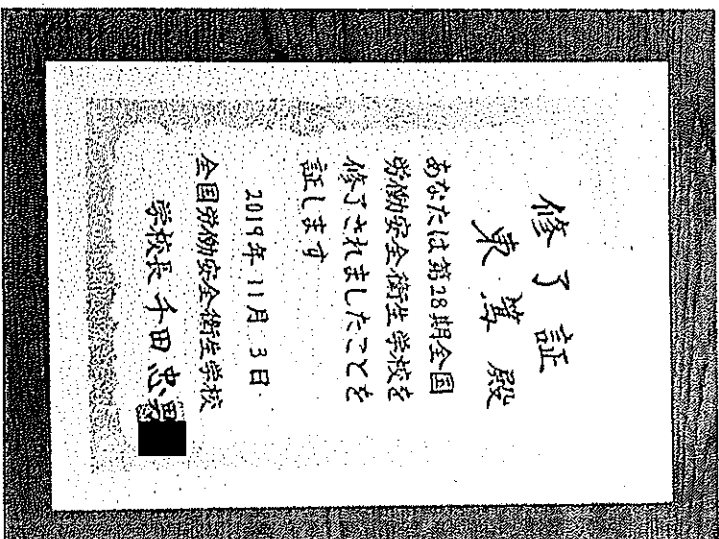 修了証
東 篤 殿
あなたは第28期全国
労働安全衛生学校を
修了されましたことを
証します
2019年11月3日
全国労働安全衛生学校
学校長 千田忠